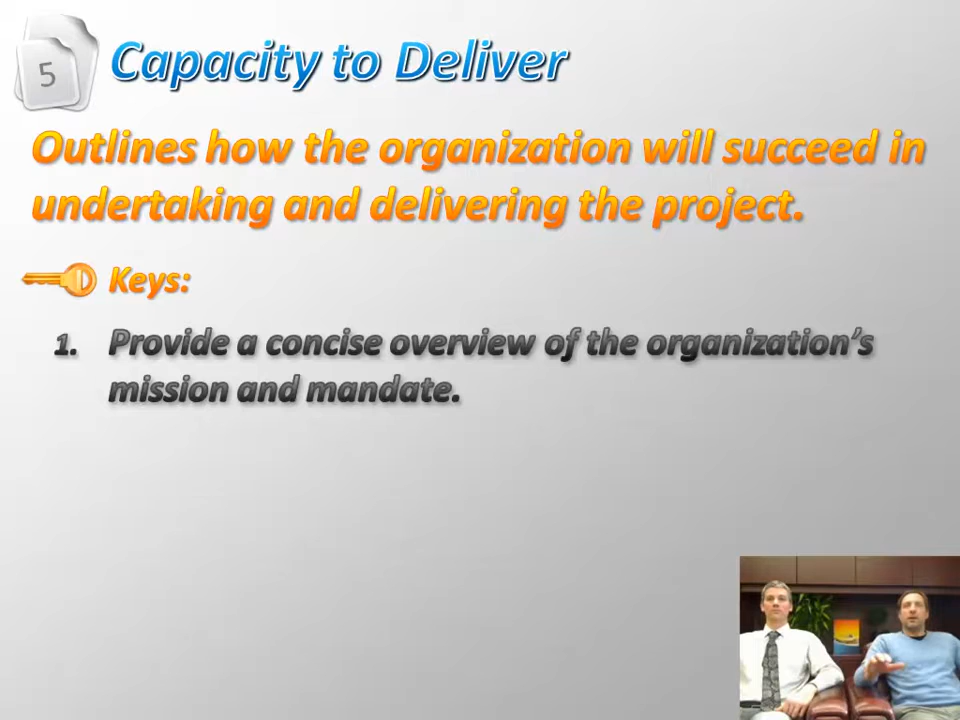 5
Capacity to Deliver
Outlines how the organization will succeed in
undertaking and delivering the project.
Keys:
1. Provide a concise overview of the organization’s
mission and mandate.